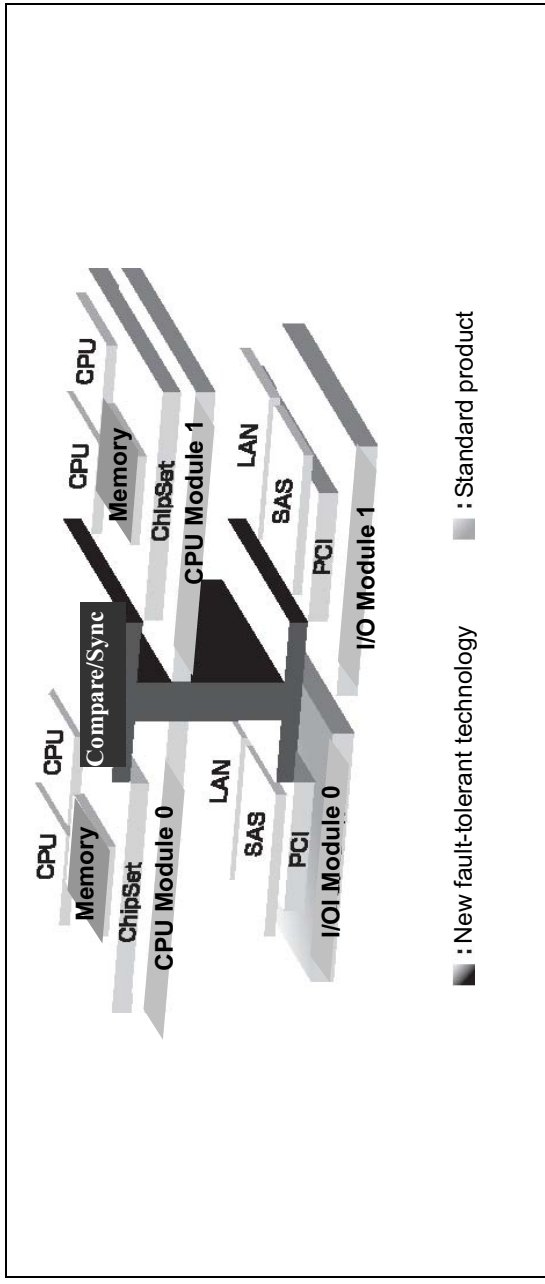 CPU
CPU
Memory
ChipSet
CPU Module 0
Compare/Sync
CPU
CPU
Memory
ChipSet
CPU Module 1
LAN
SAS
PCI
I/OI Module 0
LAN
SAS
PCI
I/O Module 1
: New fault-tolerant technology
: Standard product